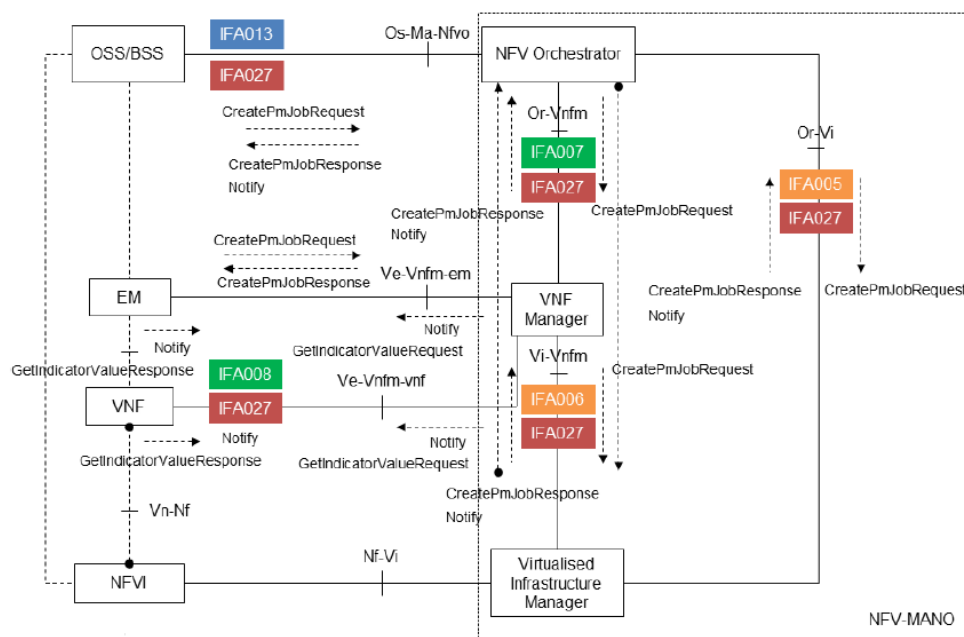 OSS/BSS
IFA013
IFA027
Os-Ma-Nfvo
NFV Orchestrator
CreatePmJobRequest
CreatePmJobResponse
Notify
Or-Vnfm
IFA007
IFA027
CreatePmJobResponse
Notify
CreatePmJobRequest
Or-Vi
IFA005
IFA027
CreatePmJobResponse
Notify
CreatePmJobRequest
CreatePmJobRequest
CreatePmJobResponse
EM
Ve-Vnfm-em
VNF
Manager
Notify
GetIndicatorValueResponse
Notify
GetIndicatorValueRequest
Vi-Vnfm
IFA006
IFA027
CreatePmJobRequest
VNF
IFA008
IFA027
Ve-Vnfm-vnf
Notify
GetIndicatorValueResponse
Notify
GetIndicatorValueRequest
CreatePmJobResponse
Notify
Vn-Nf
NFVI
Nf-Vi
Virtualised
Infrastructure
Manager
NFV-MANO